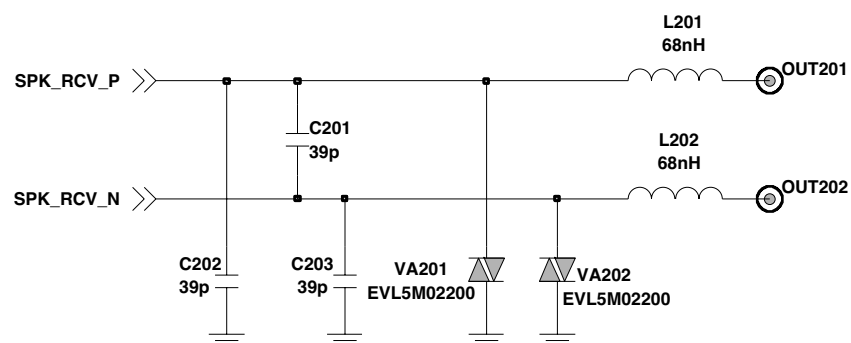 L201
68nH
SPK_RCV_P
OUT201
C201
39p
L202
68nH
SPK_RCV_N
OUT202
C202
39p
C203
39p
VA201
EVL5M02200
VA202
EVL5M02200